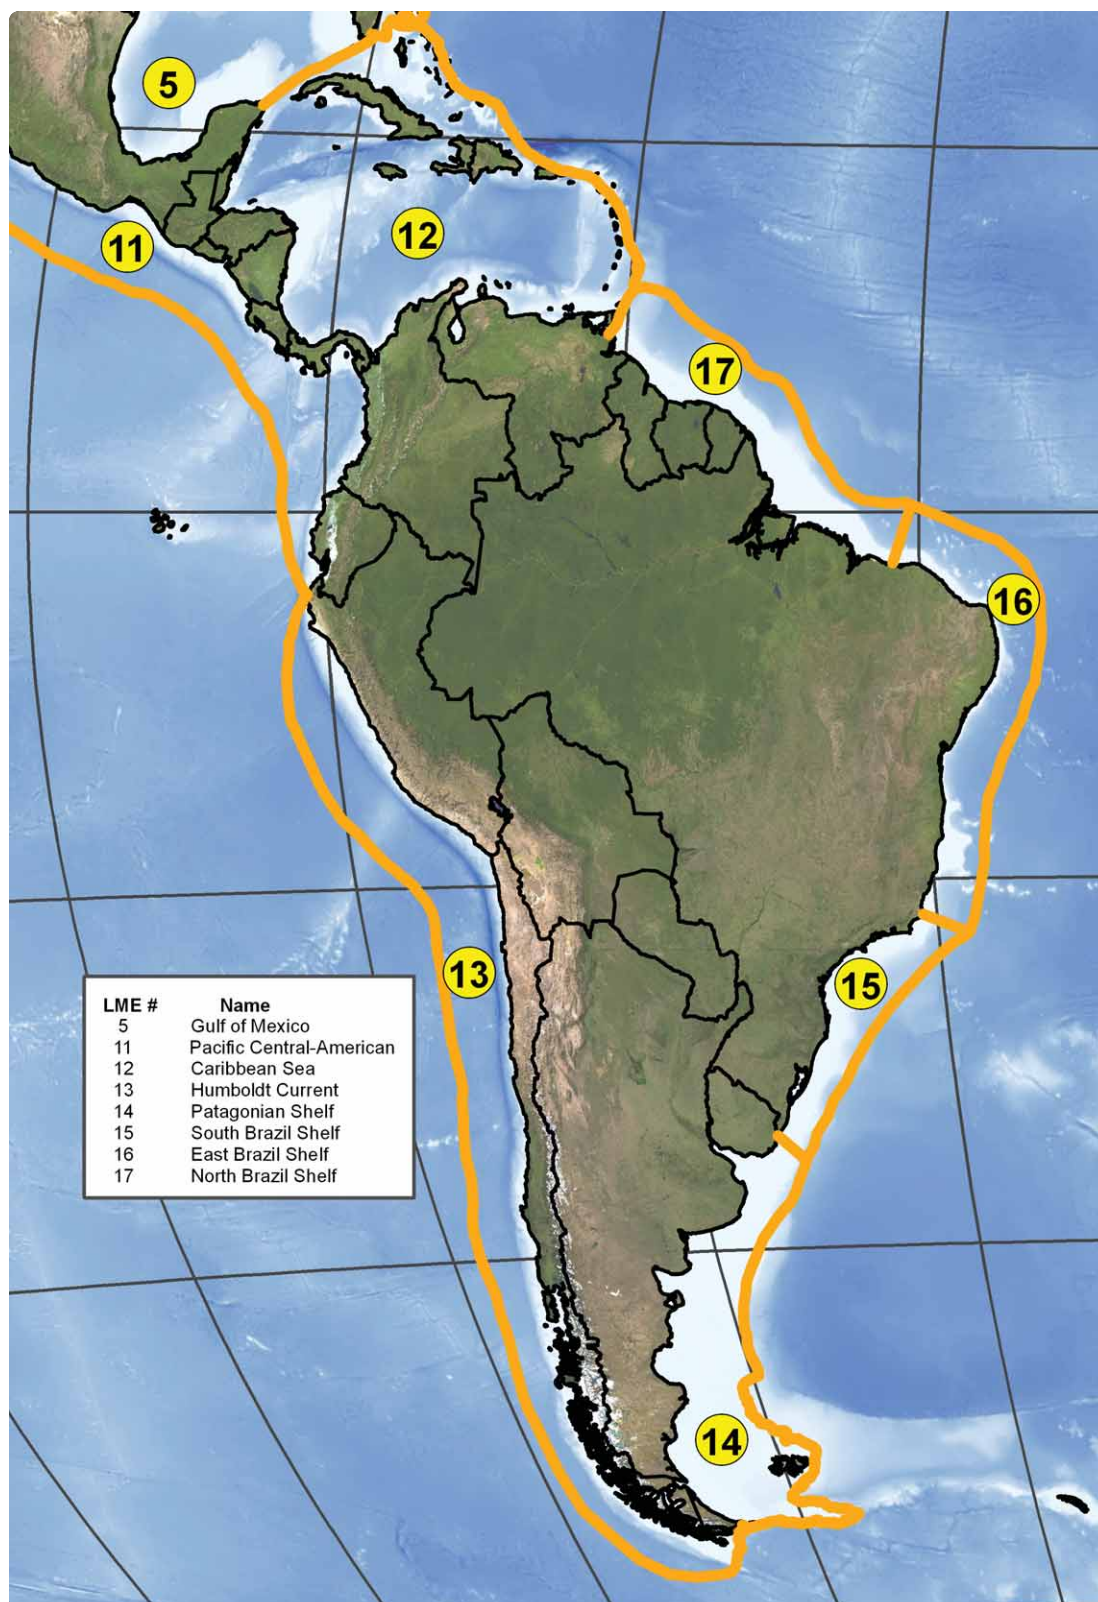 5
11
12
17
16
13
15
LME # Name
5 Gulf of Mexico
11 Pacific Central-American
12 Caribbean Sea
13 Humboldt Current
14 Patagonian Shelf
15 South Brazil Shelf
16 East Brazil Shelf
17 North Brazil Shelf
14